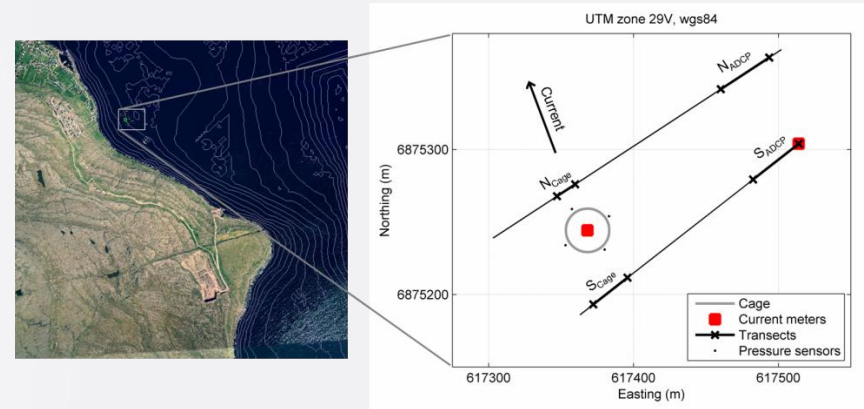 UTM zone 29V, wgs84
N_ADCP
Current
S_ADCP
6875300
N_Cage
Northing (m)
S_Cage
6875200
Cage
Current meters
Transects
Pressure sensors
617300 617400 617500
Easting (m)